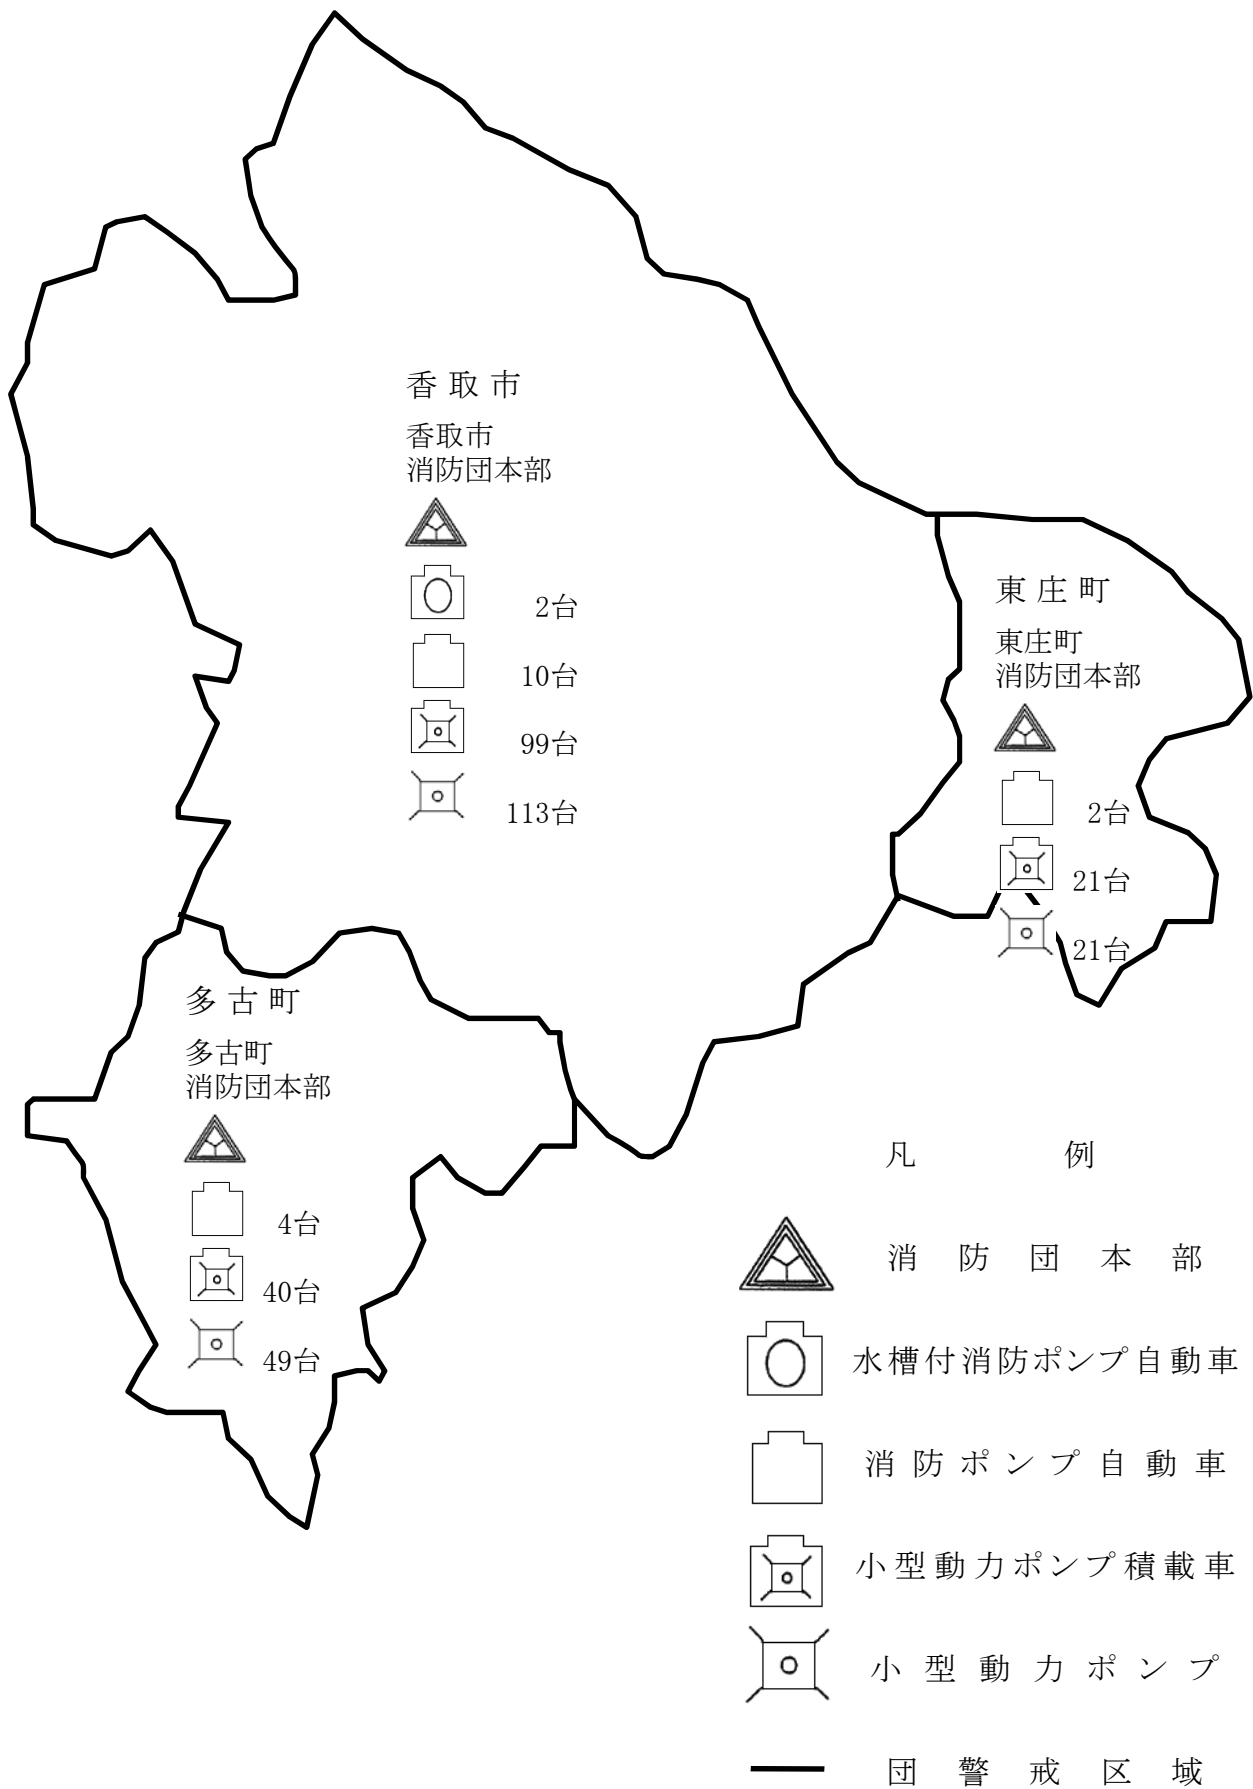 香取市
香取市
消防団本部
2台
10台
99台
113台
東庄町
東庄町
消防団本部
2台
21台
21台
多古町
多古町
消防団本部
4台
40台
49台
凡例
消防団本部
水槽付消防ポンプ自動車
消防ポンプ自動車
小型動力ポンプ積載車
小型動力ポンプ
団警戒区域